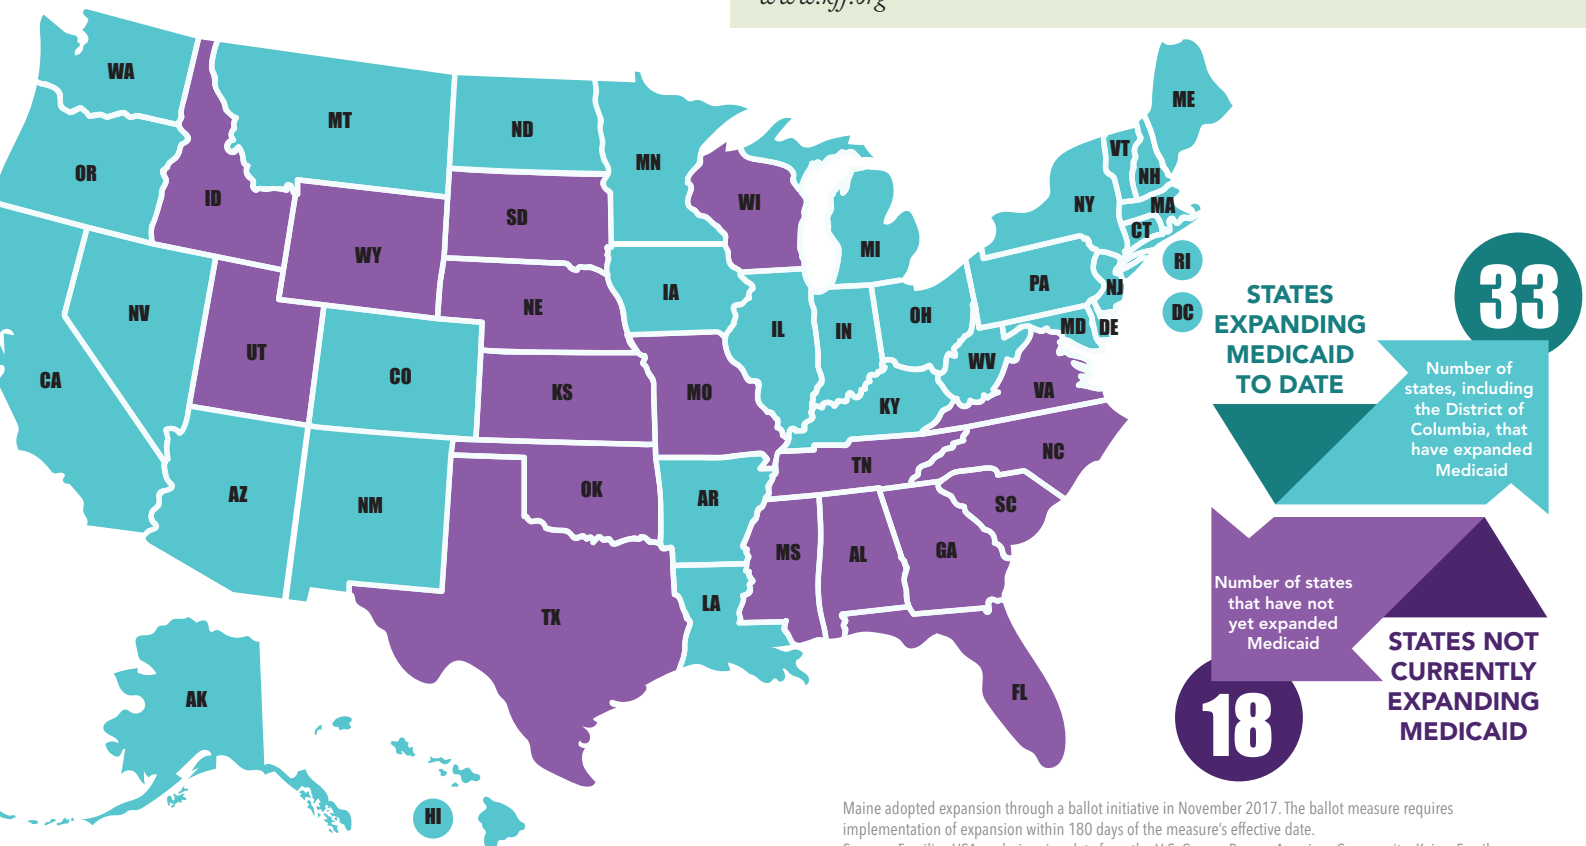 www.kff.org
WA
MT
ND
MN
OR
ID
SD
WI
WY
MI
ME
VT
NH
NY
MA
CT
RI
NV
NE
IA
PA
NJ
DC
UT
CO
IL
IN
OH
MD
DE
WV
CA
KS
MO
KY
VA
AZ
NM
OK
AR
TN
NC
SC
MS
AL
GA
TX
LA
FL
AK
HI
STATES
EXPANDING
MEDICAID
TO DATE
33
Number of
states, including
the District of
Columbia, that
have expanded
Medicaid
Number of states
that have not
yet expanded
Medicaid
18
STATES NOT
CURRENTLY
EXPANDING
MEDICAID
Maine adopted expansion through a ballot initiative in November 2017. The ballot measure requires
implementation of expansion within 180 days of the measure's effective date.